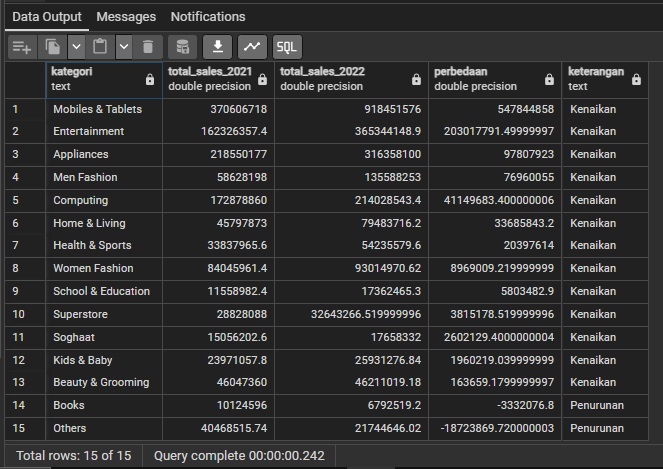 Data Output Messages Notifications
SQL
kategori total_sales_2021 total_sales_2022 perbedaan keterangan
text double precision double precision double precision text
1 Mobiles & Tablets 370606718 918451576 547844858 Kenaikan
2 Entertainment 162326357.4 365344148.9 203017791.49999997 Kenaikan
3 Appliances 218550177 316358100 97807923 Kenaikan
4 Men Fashion 58628198 135588253 76960055 Kenaikan
5 Computing 172878860 214028543.4 41149683.400000006 Kenaikan
6 Home & Living 45797873 79483716.2 33685843.2 Kenaikan
7 Health & Sports 33837965.6 54235579.6 20397614 Kenaikan
8 Women Fashion 84045961.4 93014970.62 8969009.219999999 Kenaikan
9 School & Education 11558982.4 17362465.3 5803482.9 Kenaikan
10 Superstore 28828088 32643266.519999996 3815178.519999996 Kenaikan
11 Soghaat 15056202.6 17658332 2602129.4000000004 Kenaikan
12 Kids & Baby 23971057.8 25931276.84 1960219.039999999 Kenaikan
13 Beauty & Grooming 46047360 46211019.18 163659.1799999997 Kenaikan
14 Books 10124596 6792519.2 -3332076.8 Penurunan
15 Others 40468515.74 21744646.02 -18723869.720000003 Penurunan
Total rows: 15 of 15 Query complete 00:00:00.242